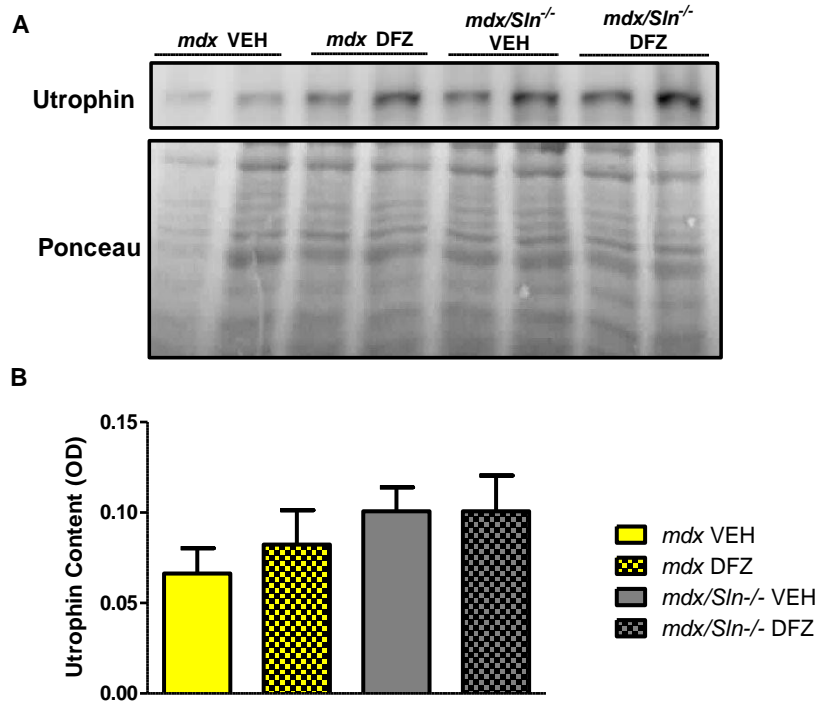 A
mdx VEH
mdx DFZ
mdx/Sln-/-
VEH
mdx/Sln-/-
DFZ
Utrophin
Ponceau
B
Utrophin Content (OD)
0.15
0.10
0.05
0.00
mdx VEH
mdx DFZ
mdx/Sln-/- VEH
mdx/Sln-/- DFZ